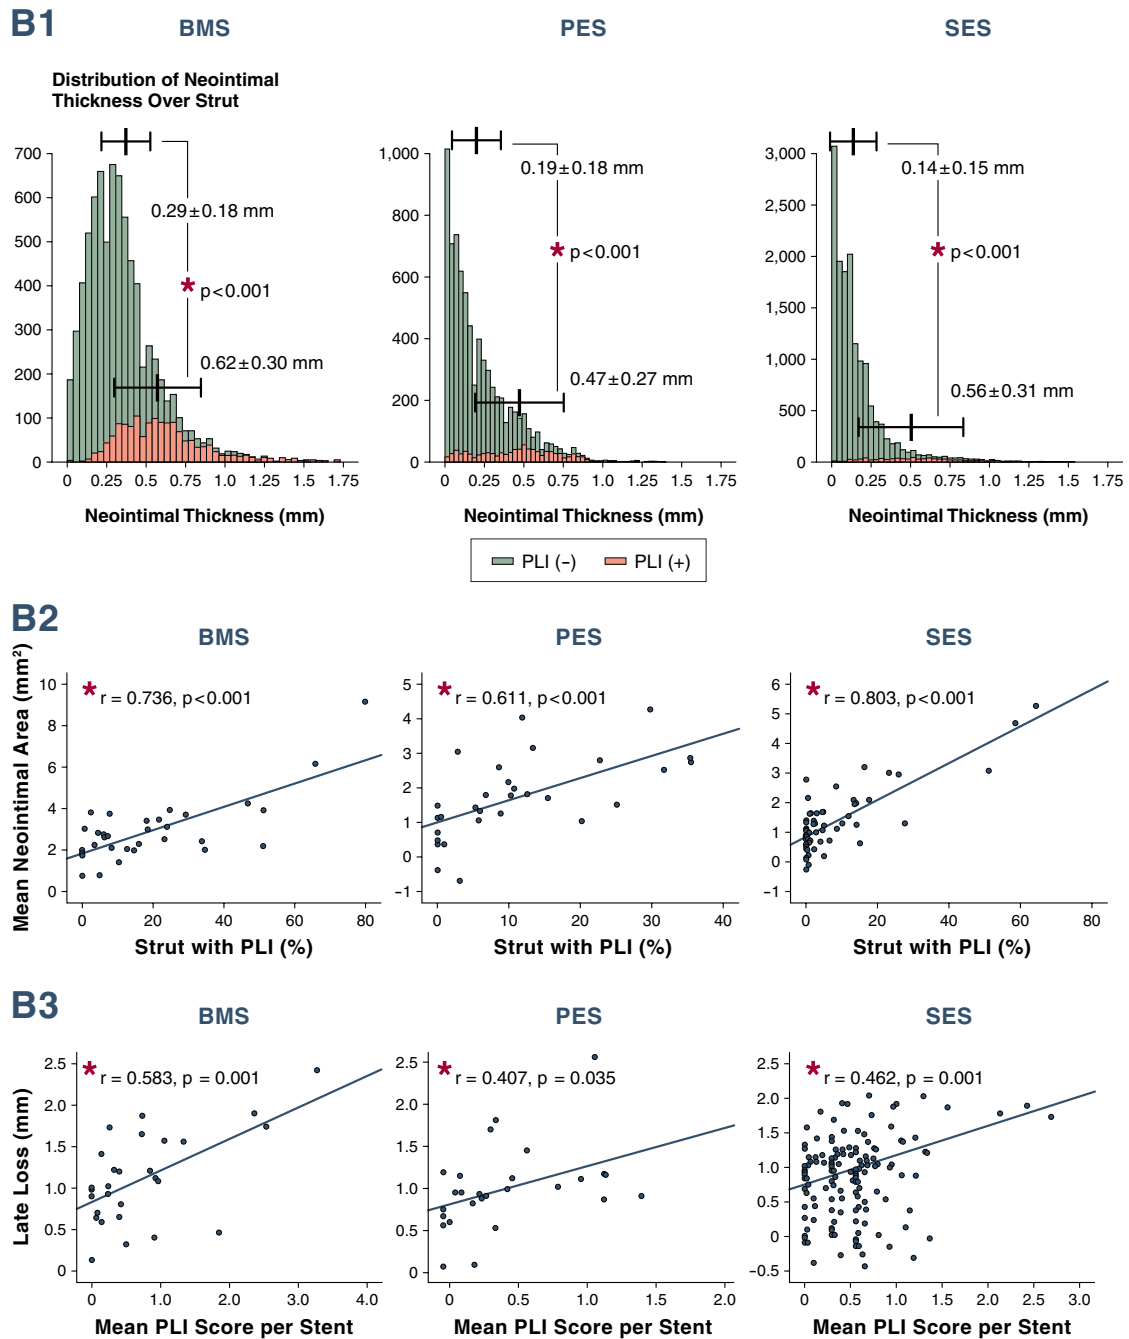 B1
BMS
PES
SES
Distribution of Neointimal
Thickness Over Strut
700
600
500
400
300
200
100
0
0.29±0.18 mm
p<0.001
0.62±0.30 mm
0
0.25
0.5
0.75
1.0
1.25
1.5
1.75
Neointimal Thickness (mm)
1,000
800
600
400
200
0
0.19±0.18 mm
p<0.001
0.47±0.27 mm
0
0.25
0.5
0.75
1.0
1.25
1.5
1.75
Neointimal Thickness (mm)
3,000
2,500
2,000
1,500
1,000
500
0
0.14±0.15 mm
p<0.001
0.56±0.31 mm
0
0.25
0.5
0.75
1.0
1.25
1.5
1.75
Neointimal Thickness (mm)
PLI (−)
PLI (+)
B2
BMS
PES
SES
Mean Neointimal Area (mm²)
10
8
6
4
2
0
r = 0.736, p<0.001
0
20
40
60
80
Strut with PLI (%)
5
4
3
2
1
0
−1
r = 0.611, p<0.001
0
10
20
30
40
Strut with PLI (%)
6
5
4
3
2
1
0
−1
r = 0.803, p<0.001
0
20
40
60
80
Strut with PLI (%)
B3
BMS
PES
SES
Late Loss (mm)
2.5
2.0
1.0
1.5
0.5
0
r = 0.583, p = 0.001
0
1.0
2.0
3.0
4.0
Mean PLI Score per Stent
2.5
2.0
1.5
1.0
0.5
0
r = 0.407, p = 0.035
0
0.5
1.0
1.5
2.0
Mean PLI Score per Stent
2.5
2.0
1.5
1.0
0.5
0
−0.5
r = 0.462, p = 0.001
0
0.5
1.0
1.5
2.0
2.5
3.0
Mean PLI Score per Stent